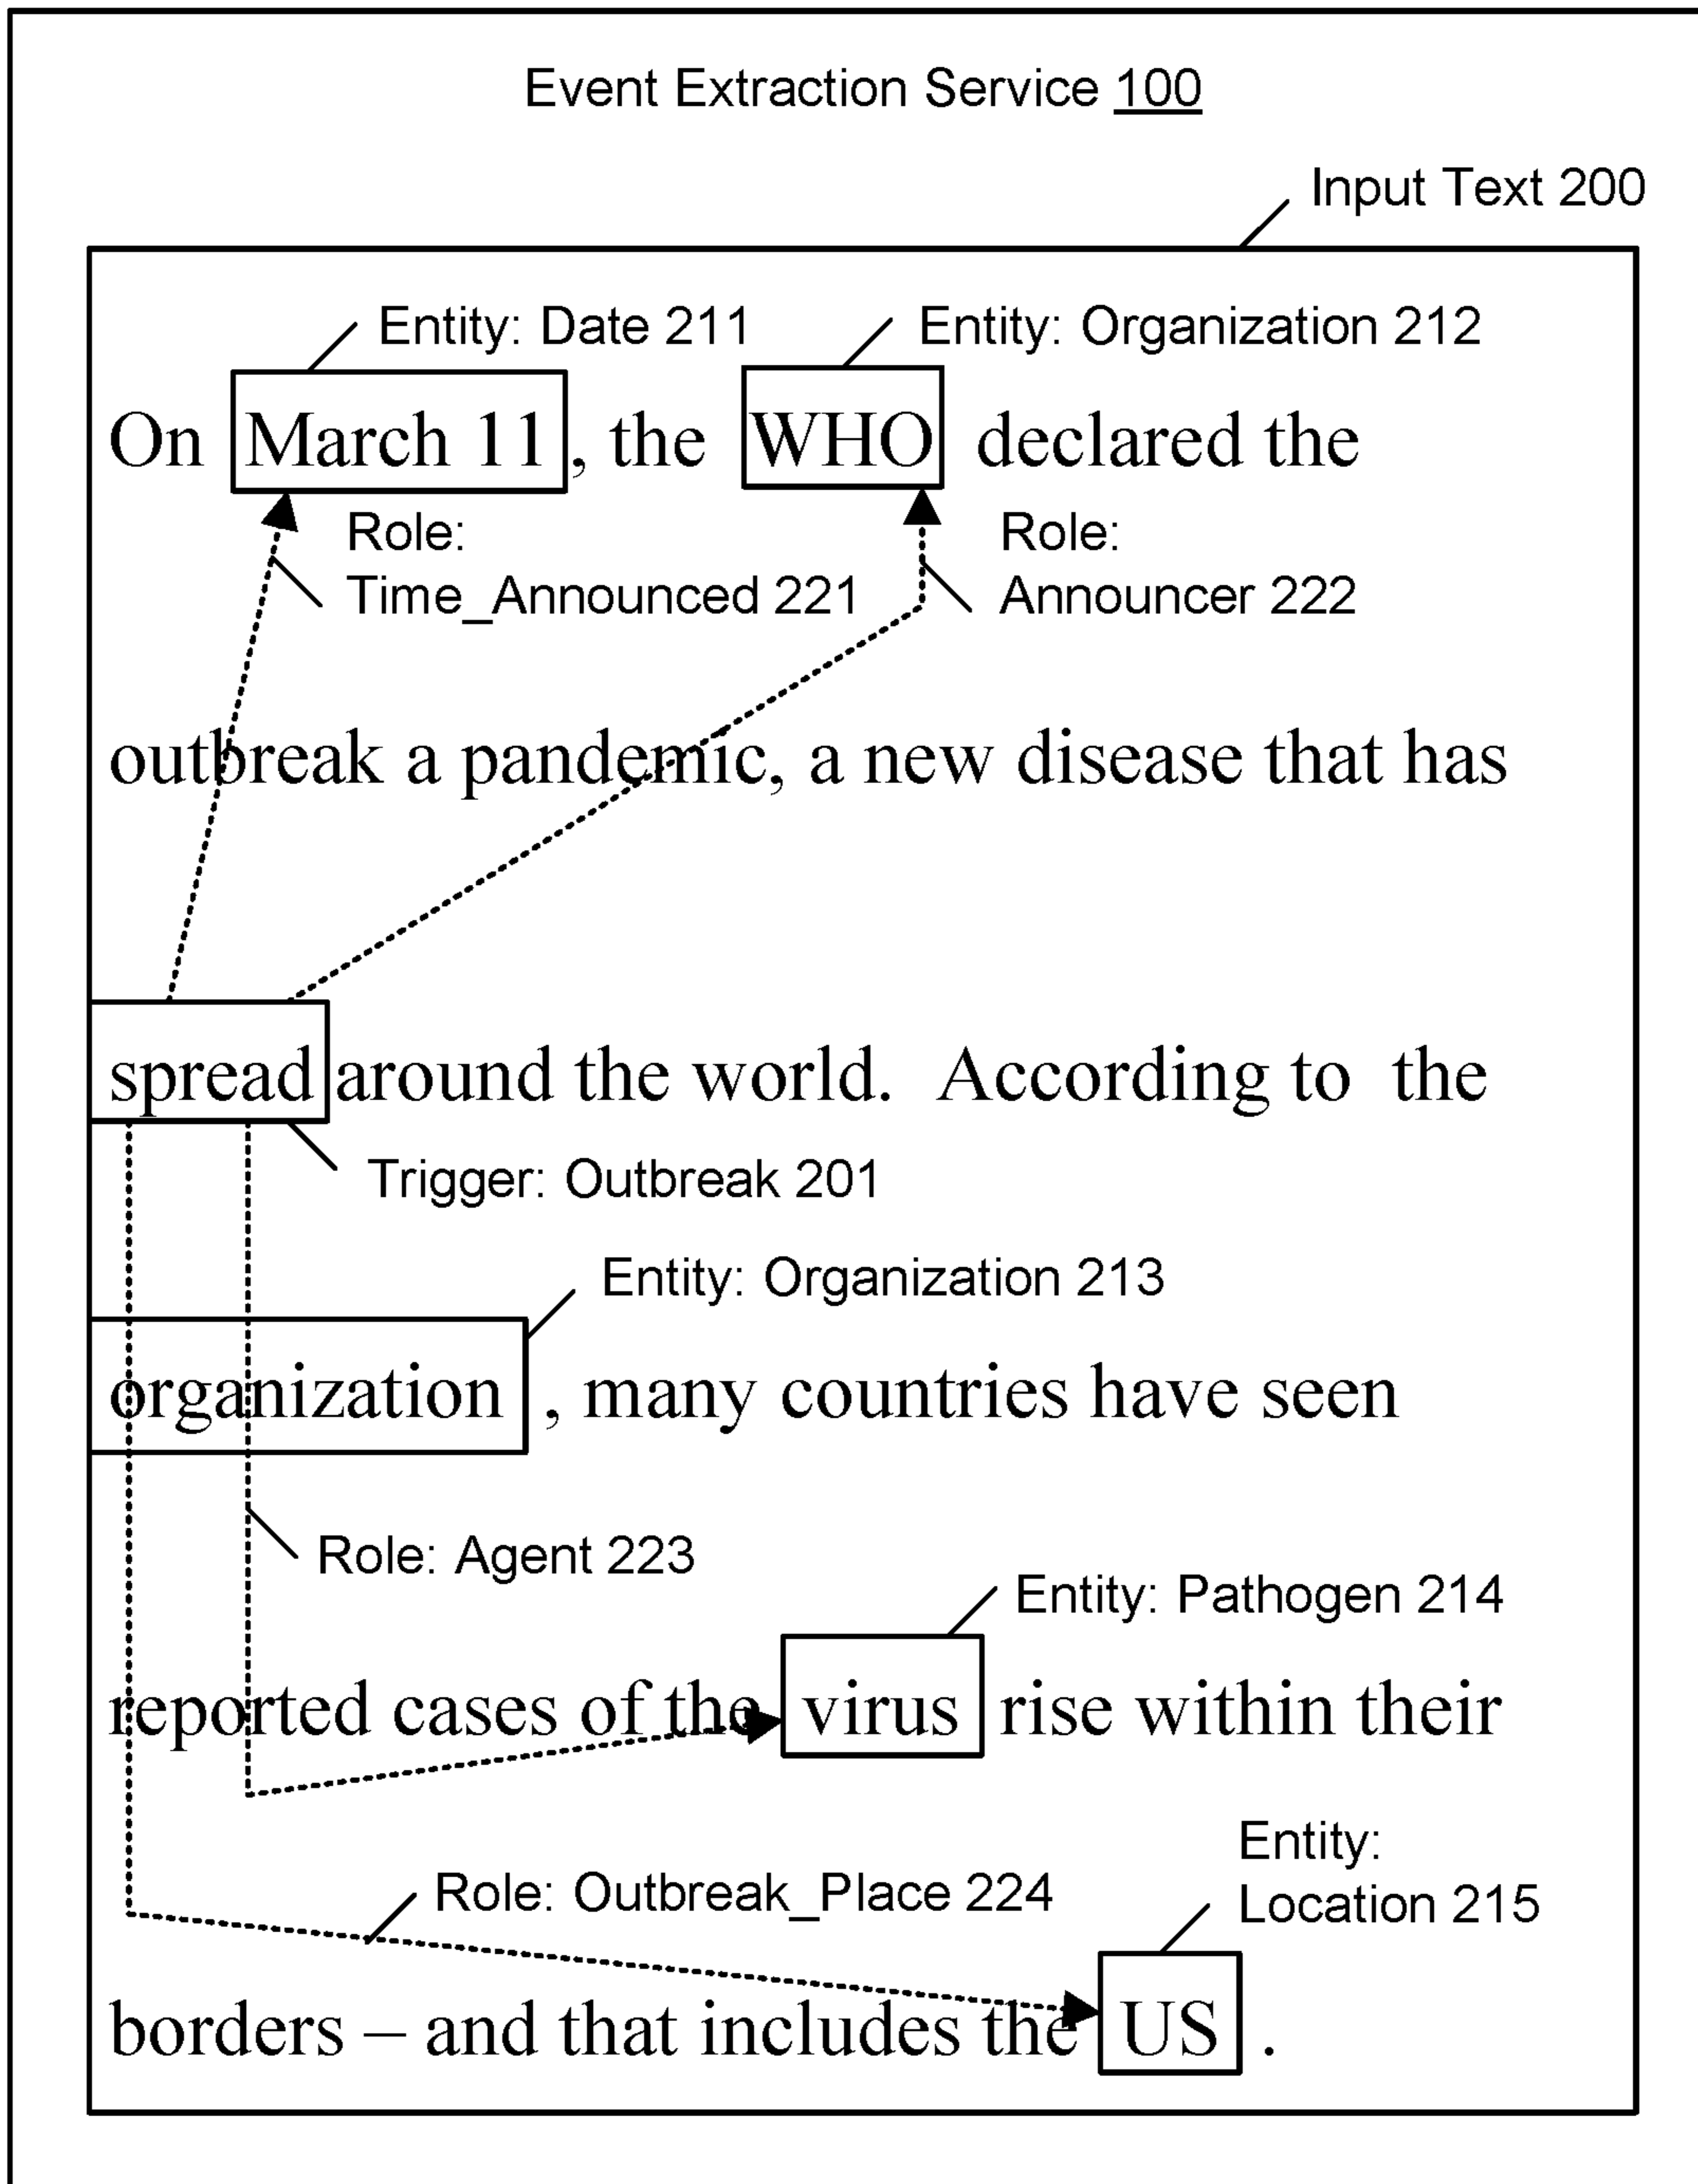 Event Extraction Service 100
Input Text 200
Entity: Date 211
Entity: Organization 212
On March 11, the WHO declared the
Role:
Time_Announced 221
Role:
Announcer 222
outbreak a pandemic, a new disease that has
spread around the world. According to the
Trigger: Outbreak 201
Entity: Organization 213
organization , many countries have seen
Role: Agent 223
Entity: Pathogen 214
reported cases of the virus rise within their
Role: Outbreak_Place 224
Entity:
Location 215
borders – and that includes the US .